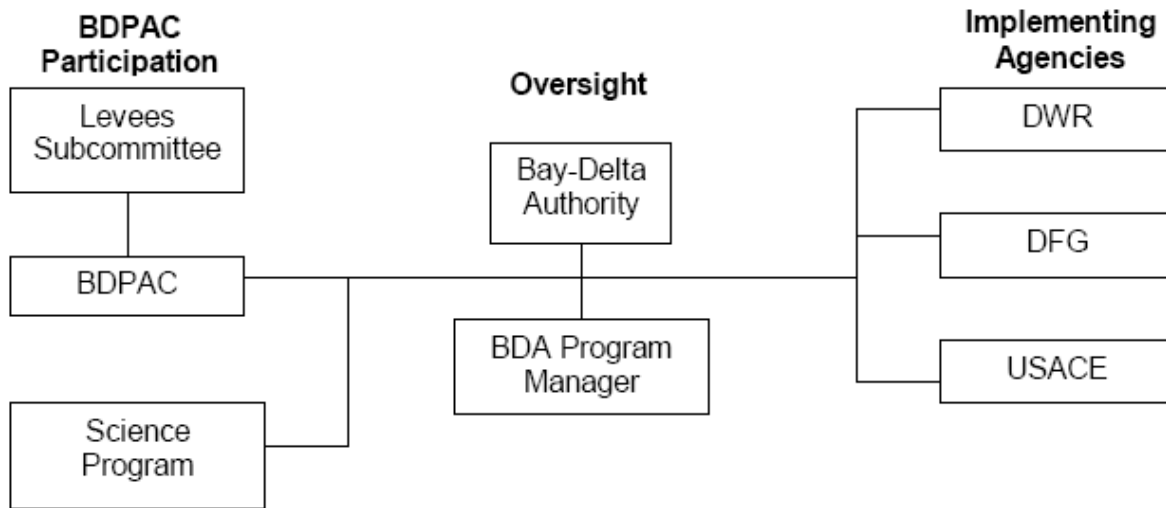 BDPAC
Participation
Levees
Subcommittee
BDPAC
Science
Program
Oversight
Bay-Delta
Authority
BDA Program
Manager
Implementing
Agencies
DWR
DFG
USACE